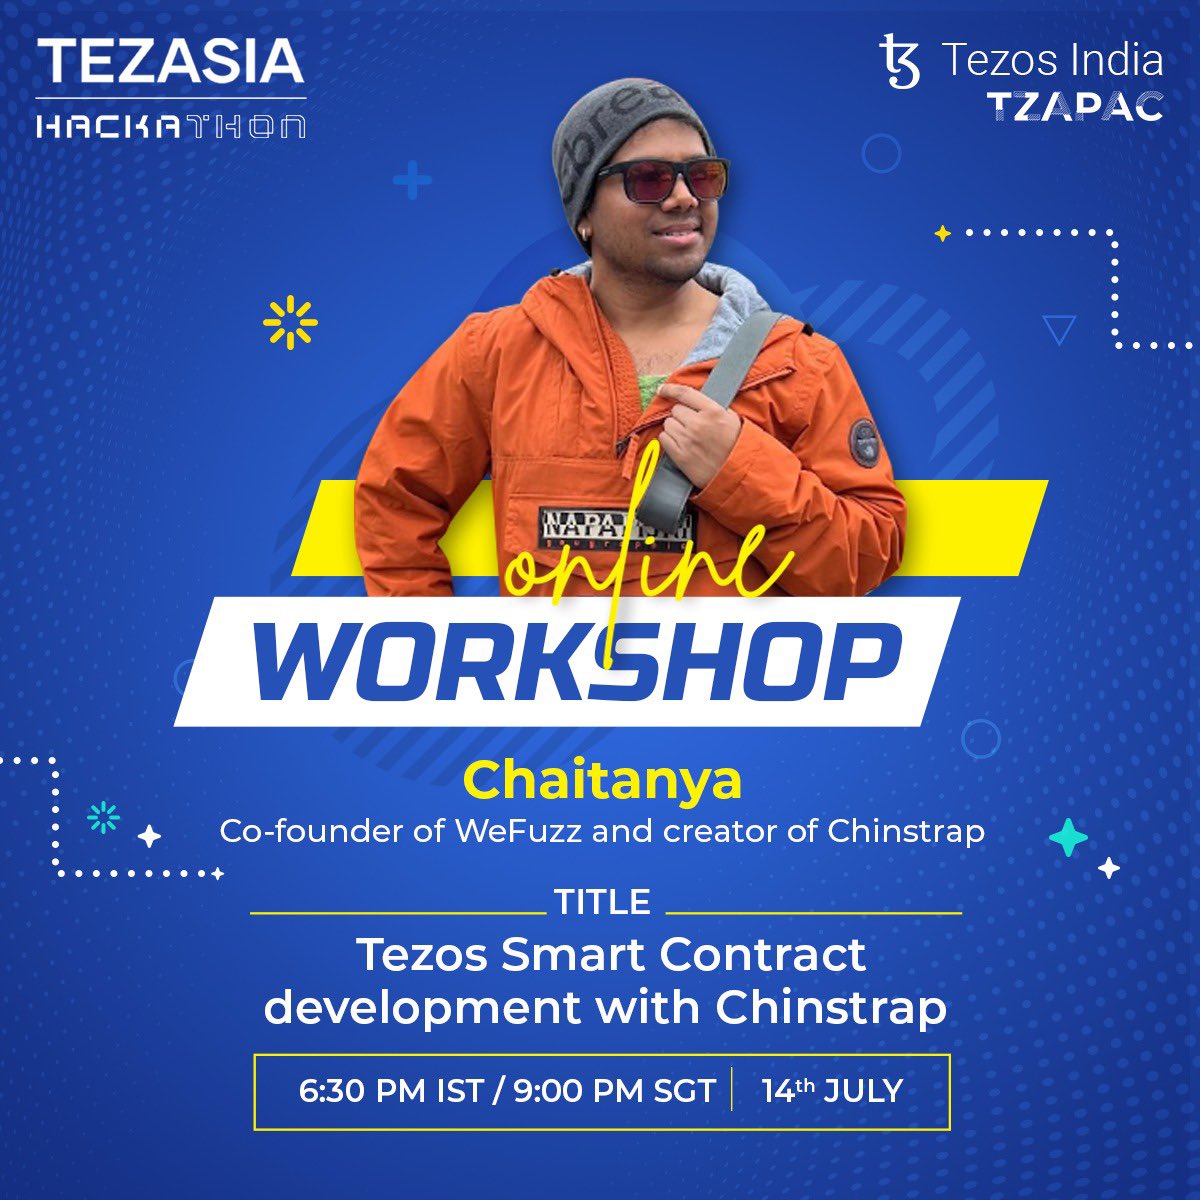 TEZASIA
HACKATHON
Tezos India
TZAPAC
online
WORKSHOP
Chaitanya
Co-founder of WeFuzz and creator of Chinstrap
TITLE
Tezos Smart Contract
development with Chinstrap
6:30 PM IST / 9:00 PM SGT | 14th JULY